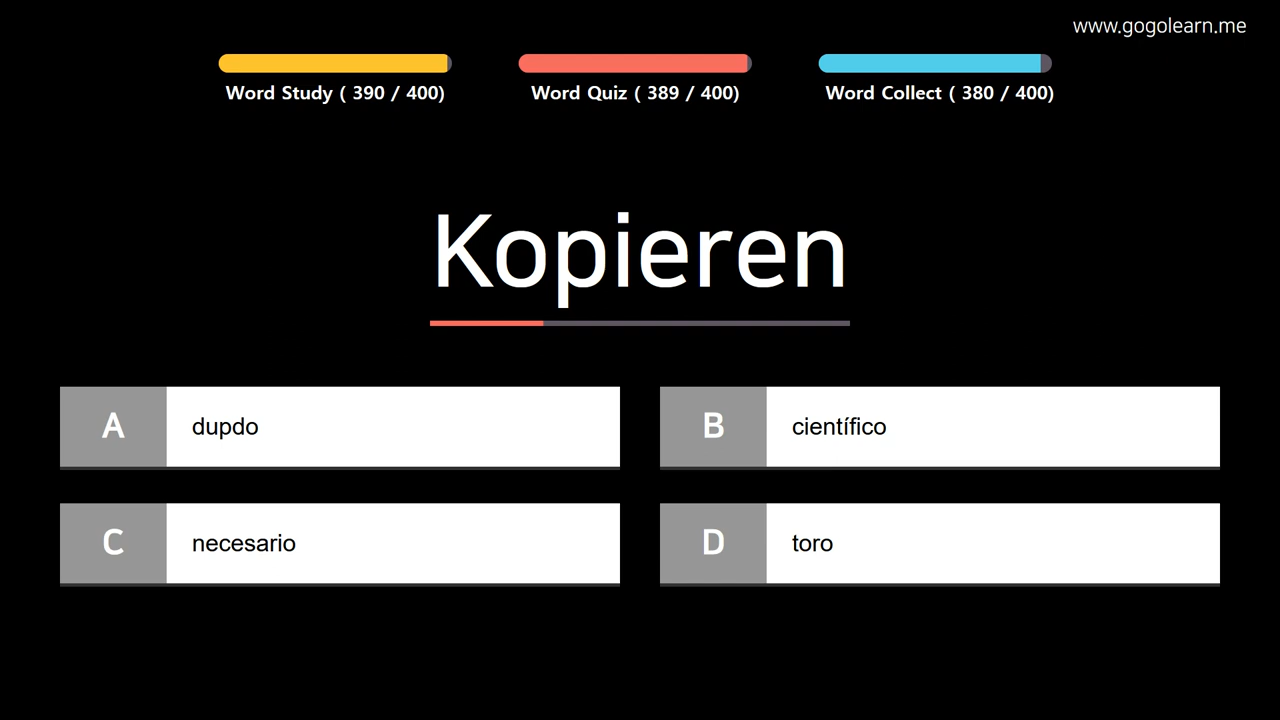 www.gogolearn.me
Word Study ( 390 / 400)
Word Quiz ( 389 / 400)
Word Collect ( 380 / 400)
Kopieren
A dupdo
B científico
C necesario
D toro